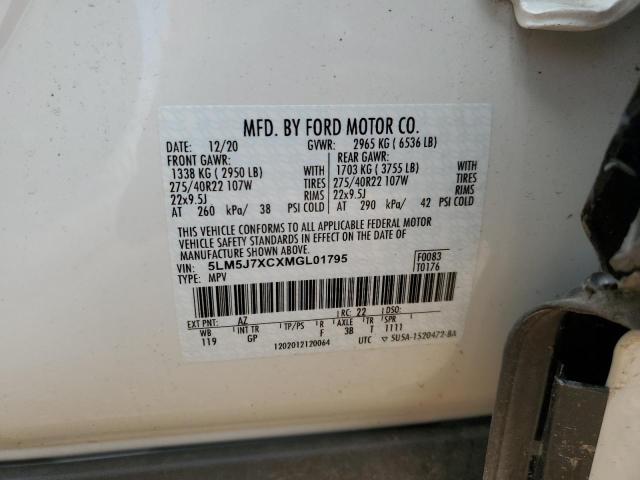 MFD. BY FORD MOTOR CO.
DATE: 12/20 GVWR: 2965 KG ( 6536 LB)
FRONT GAWR: REAR GAWR:
1338 KG ( 2950 LB) WITH 1703 KG ( 3755 LB) WITH
275/40R22 107W TIRES 275/40R22 107W TIRES
22x9.5J RIMS 22x9.5J RIMS
AT 260 kPa/ 38 PSI COLD AT 290 kPa/ 42 PSI COLD
THIS VEHICLE CONFORMS TO ALL APPLICABLE FEDERAL MOTOR
VEHICLE SAFETY STANDARDS IN EFFECT ON THE DATE OF
MANUFACTURE SHOWN ABOVE.
VIN: 5LM5J7XCXMGL01795 F0083
TYPE: MPV T0176
EXT PNT: AZ RC: 22 DSO:
WB INT TR TP/PS R AXLE TR SPR
119 GP F 3B T 1111
1202012120064 UTC 5U5A-1520472-BA